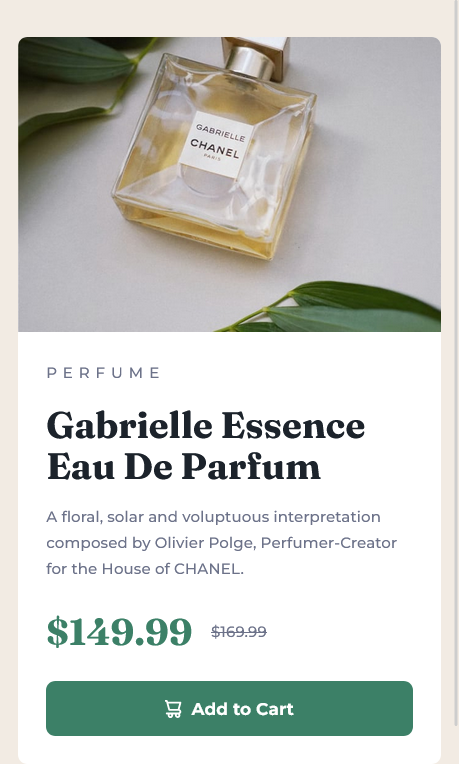 GABRIELLE
CHANEL
PARIS
PERFUME
Gabrielle Essence
Eau De Parfum
A floral, solar and voluptuous interpretation
composed by Olivier Polge, Perfumer-Creator
for the House of CHANEL.
$149.99 $169.99
Add to Cart